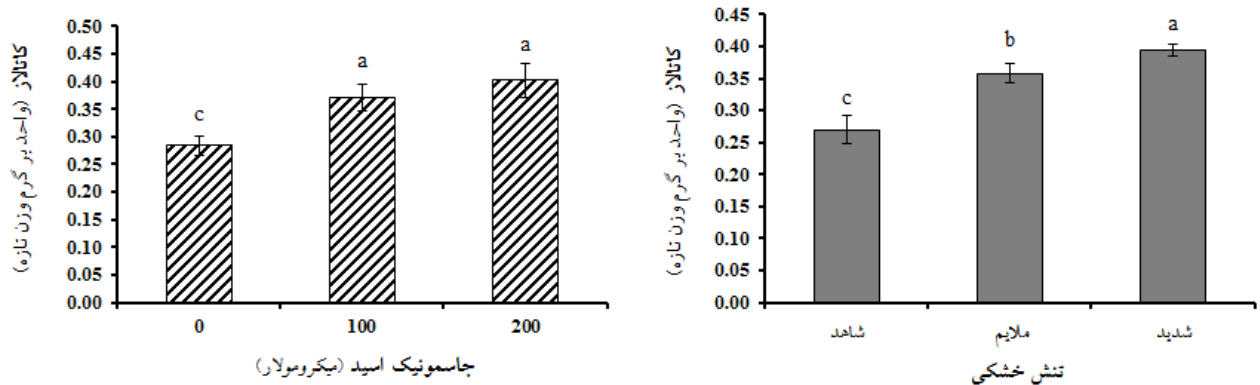 کاتالاز (واحد بر گرم وزن تازه)
0.50
0.45
0.40
0.35
0.30
0.25
0.20
0.15
0.10
0.05
0.00
c
a
a
0 100 200
جاسمونیک اسید (میکرومولار)
کاتالاز (واحد بر گرم وزن تازه)
0.45
0.40
0.35
0.30
0.25
0.20
0.15
0.10
0.05
0.00
c
b
a
شاهد ملایم شدید
تنش خشکی